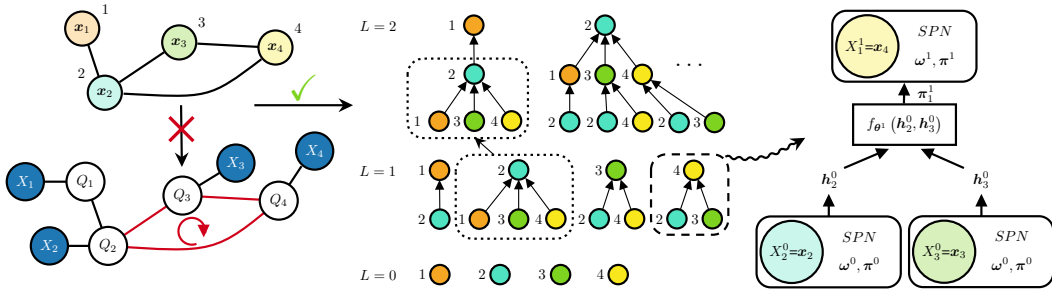 1
x₁
3
x₃
4
x₄
2
x₂
X₁
Q₁
X₃
X₄
Q₃
Q₄
X₂
Q₂
L = 2
1
2
1 3 4
2
1 3 4
2 2 4 2 3
. . .
L = 1
1
2
2
1 3 4
3
2 4
4
2 3
L = 0
1 2 3 4
X₁¹=x₄
SPN
ω¹, π¹
π₁¹
f_θ¹ (h₂⁰, h₃⁰)
h₂⁰ h₃⁰
X₂⁰=x₂
SPN
ω⁰, π⁰
X₃⁰=x₃
SPN
ω⁰, π⁰